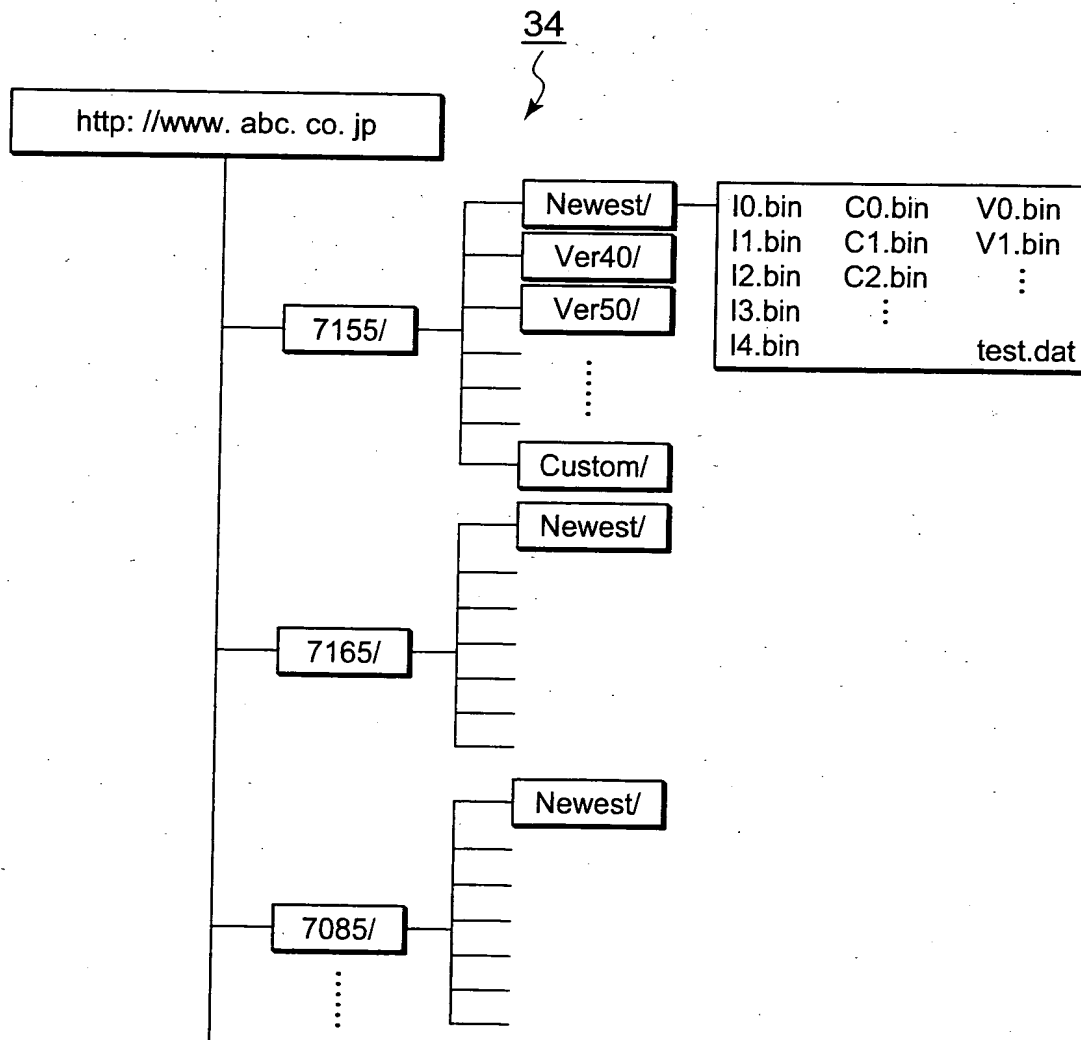 34
http: //www. abc. co. jp
7155/
Newest/
Ver40/
Ver50/
Custom/
I0.bin C0.bin V0.bin
I1.bin C1.bin V1.bin
I2.bin C2.bin
I3.bin
I4.bin test.dat
7165/
Newest/
7085/
Newest/